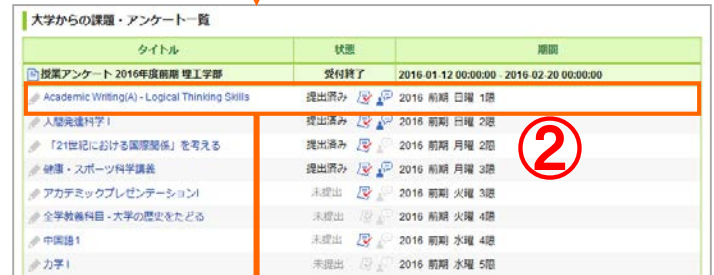 大学からの課題・アンケート一覧
タイトル 状態 期間
授業アンケート 2016年度前期 理工学部 受付終了 2016-01-12 00:00:00 - 2016-02-20 00:00:00
Academic Writing(A) - Logical Thinking Skills 提出済み 2016 前期 日曜 1限
人間発達科学 I 提出済み 2016 前期 日曜 2限
「21世紀における国際関係」を考える 提出済み 2016 前期 月曜 2限
健康・スポーツ科学講義 提出済み 2016 前期 月曜 3限
アカデミックプレゼンテーションI 未提出 2016 前期 火曜 3限
全学教養科目 - 大学の歴史をたどる 未提出 2016 前期 火曜 4限
中国語1 未提出 2016 前期 水曜 4限
力学 I 未提出 2016 前期 水曜 5限
②